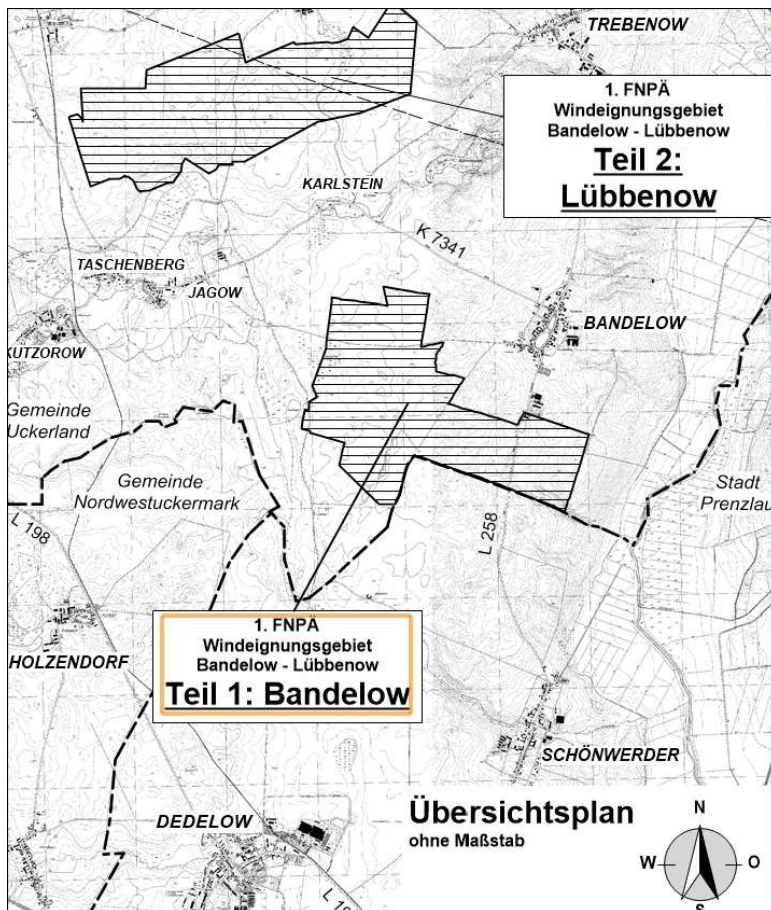 TREBENOW
1. FNPÄ
Windeignungsgebiet
Bandelow - Lübbenow
Teil 2:
Lübbenow
KARLSTEIN
K 7341
TASCHENBERG
JAGOW
BANDELOW
KUTZOROW
Gemeinde
Uckerland
Gemeinde
Nordwestuckermark
Stadt
Prenzlau
L 198
L 258
1. FNPÄ
Windeignungsgebiet
Bandelow - Lübbenow
Teil 1: Bandelow
HOLZENDORF
SCHÖNWERDER
DEDELOW
Übersichtsplan
ohne Maßstab
N
W
O
S